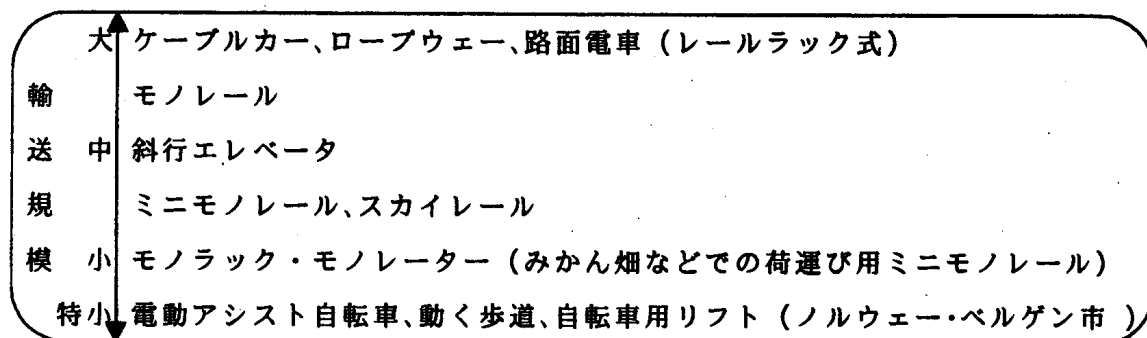 大 ケーブルカー、ロープウェー、路面電車（レールラック式）
輸 モノレール
送 中 斜行エレベータ
規 ミニモノレール、スカイレール
模 小 モノラック・モノレーター（みかん畑などでの荷運び用ミニモノレール）
特小 電動アシスト自転車、動く歩道、自転車用リフト（ノルウェー・ベルゲン市）